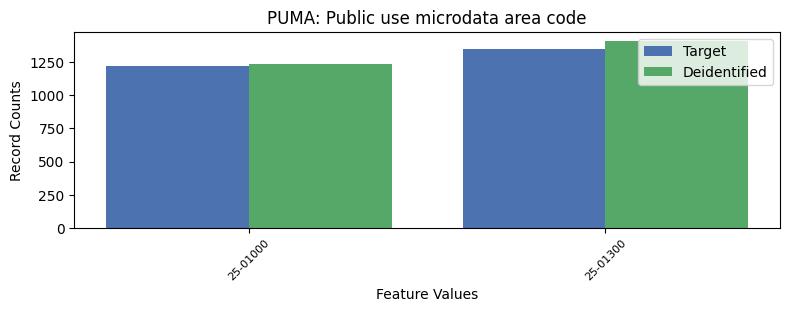 PUMA: Public use microdata area code
Target
Deidentified
Record Counts
1250
1000
750
500
250
0
25-01000
25-01300
Feature Values